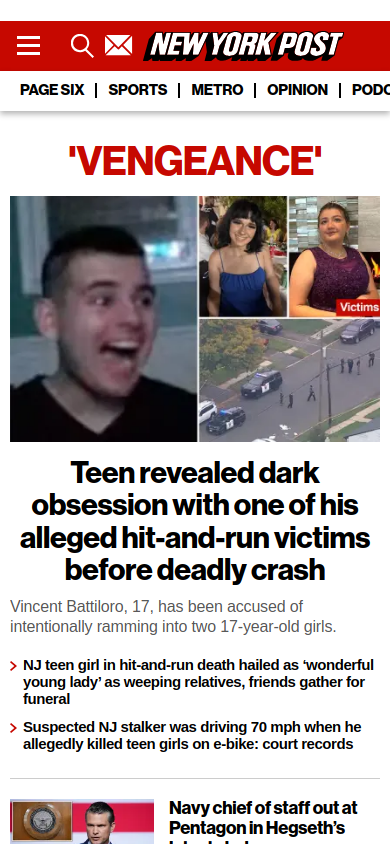 NEW YORK POST
PAGE SIX | SPORTS | METRO | OPINION | PODC
'VENGEANCE'
Victims
Teen revealed dark
obsession with one of his
alleged hit-and-run victims
before deadly crash
Vincent Battiloro, 17, has been accused of
intentionally ramming into two 17-year-old girls.
NJ teen girl in hit-and-run death hailed as ‘wonderful
young lady’ as weeping relatives, friends gather for
funeral
Suspected NJ stalker was driving 70 mph when he
allegedly killed teen girls on e-bike: court records
Navy chief of staff out at
Pentagon in Hegseth’s